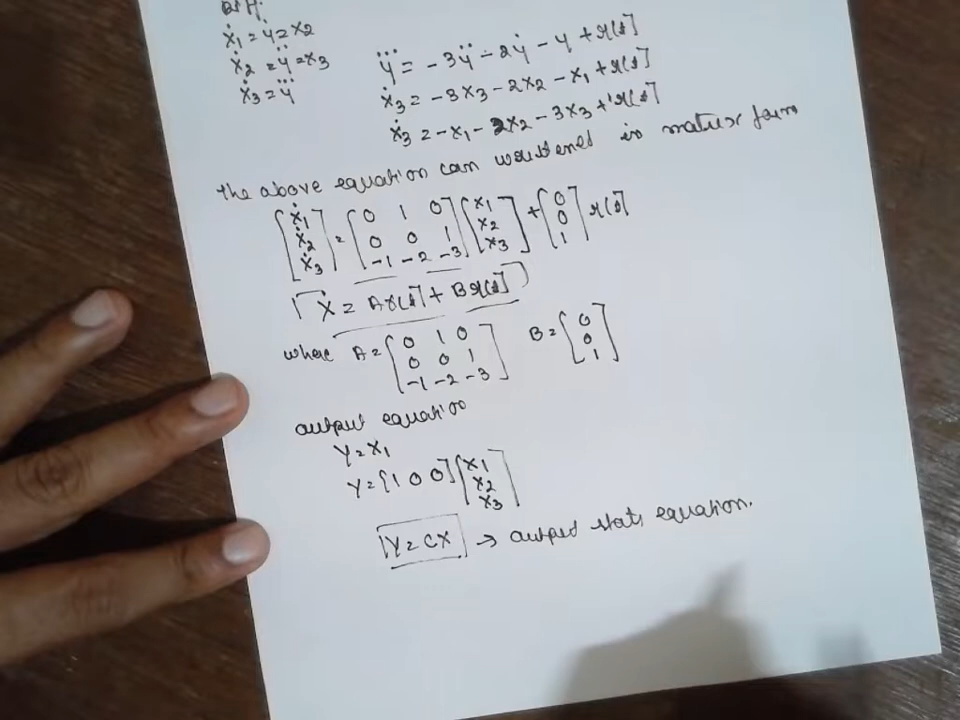 ẋ1 = ẏ = x2
ẋ2 = ÿ = x3
ẋ3 = y⃛
y⃛ = -3ÿ - 2ẏ - y + r(t)
ẋ3 = -3x3 - 2x2 - x1 + r(t)
ẋ3 = -x1 - 2x2 - 3x3 + r(t)
the above equation can in matrix form
[ẋ1 ẋ2 ẋ3] = [0 1 0 0 0 1 -1 -2 -3] [x1 x2 x3] + [0 0 1] r(t)
ẋ = Ax(t) + Br(t)
where A = [0 1 0 0 0 1 -1 -2 -3] B = [0 0 1]
output equation
Y = x1
Y = [1 0 0] [x1 x2 x3]
Y = CX → output state equation.